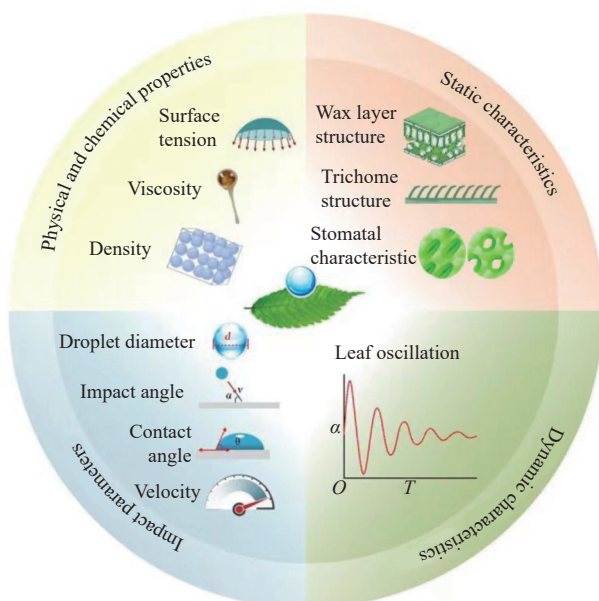 Physical and chemical properties
Surface
tension
Viscosity
Density
Static characteristics
Wax layer
structure
Trichome
structure
Stomatal
characteristic
Impact parameters
Droplet diameter
d
Impact angle
α
v
Contact
angle
θ
Velocity
Dynamic characteristics
Leaf oscillation
α
O
T